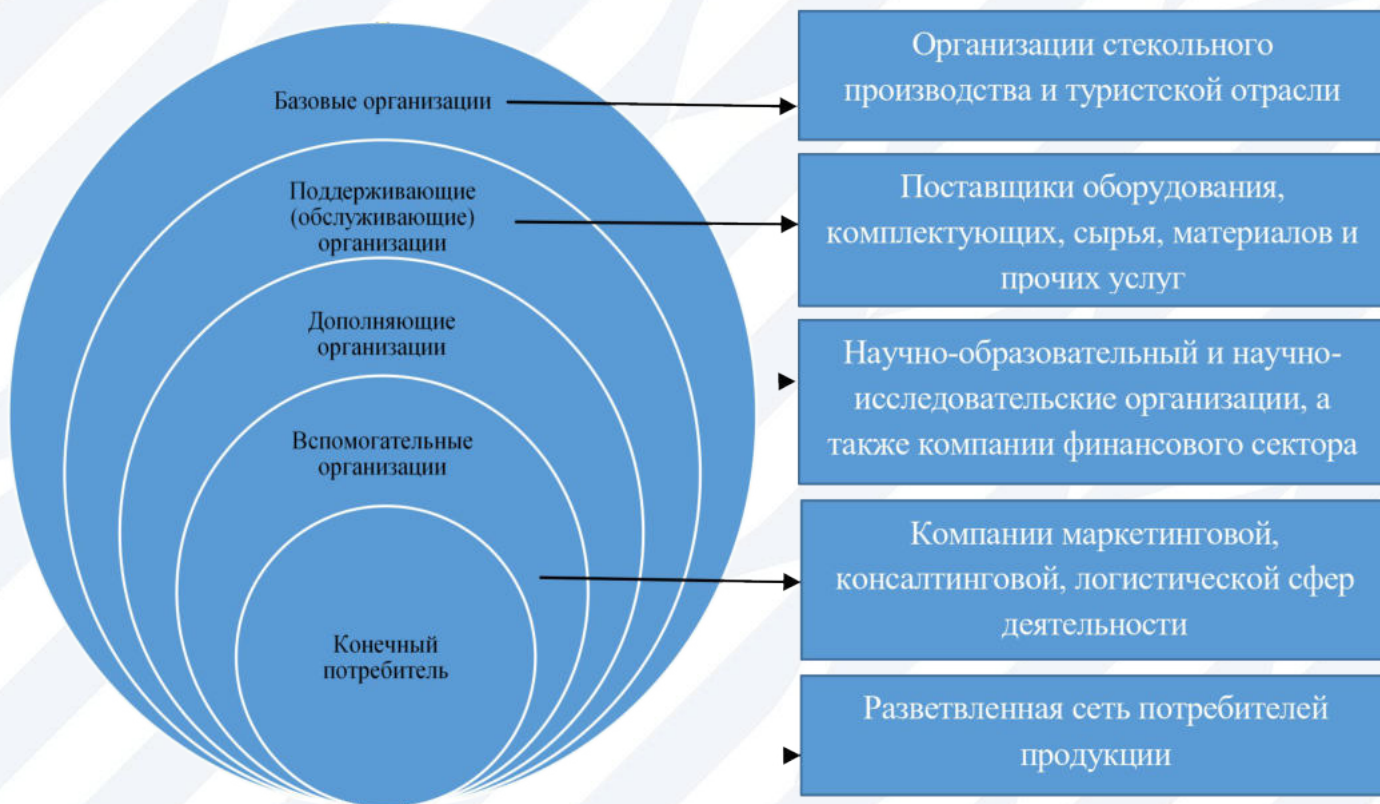 Базовые организации
Организации стекольного
производства и туристской отрасли
Поддерживающие
(обслуживающие)
организации
Поставщики оборудования,
комплектующих, сырья, материалов и
прочих услуг
Дополняющие
организации
Научно-образовательный и научно-
исследовательские организации, а
также компании финансового сектора
Вспомогательные
организации
Компании маркетинговой,
консалтинговой, логистической сфер
деятельности
Конечный
потребитель
Разветвленная сеть потребителей
продукции